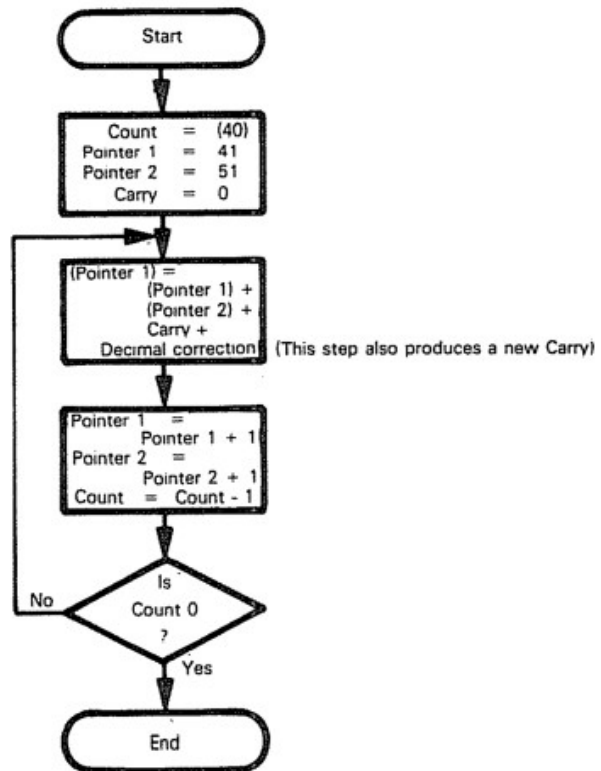 Start
Count = (40)
Pointer 1 = 41
Pointer 2 = 51
Carry = 0
(Pointer 1) =
(Pointer 1) +
(Pointer 2) +
Carry +
Decimal correction (This step also produces a new Carry)
Pointer 1 =
Pointer 1 + 1
Pointer 2 =
Pointer 2 + 1
Count = Count - 1
Is
Count 0
?
No
Yes
End